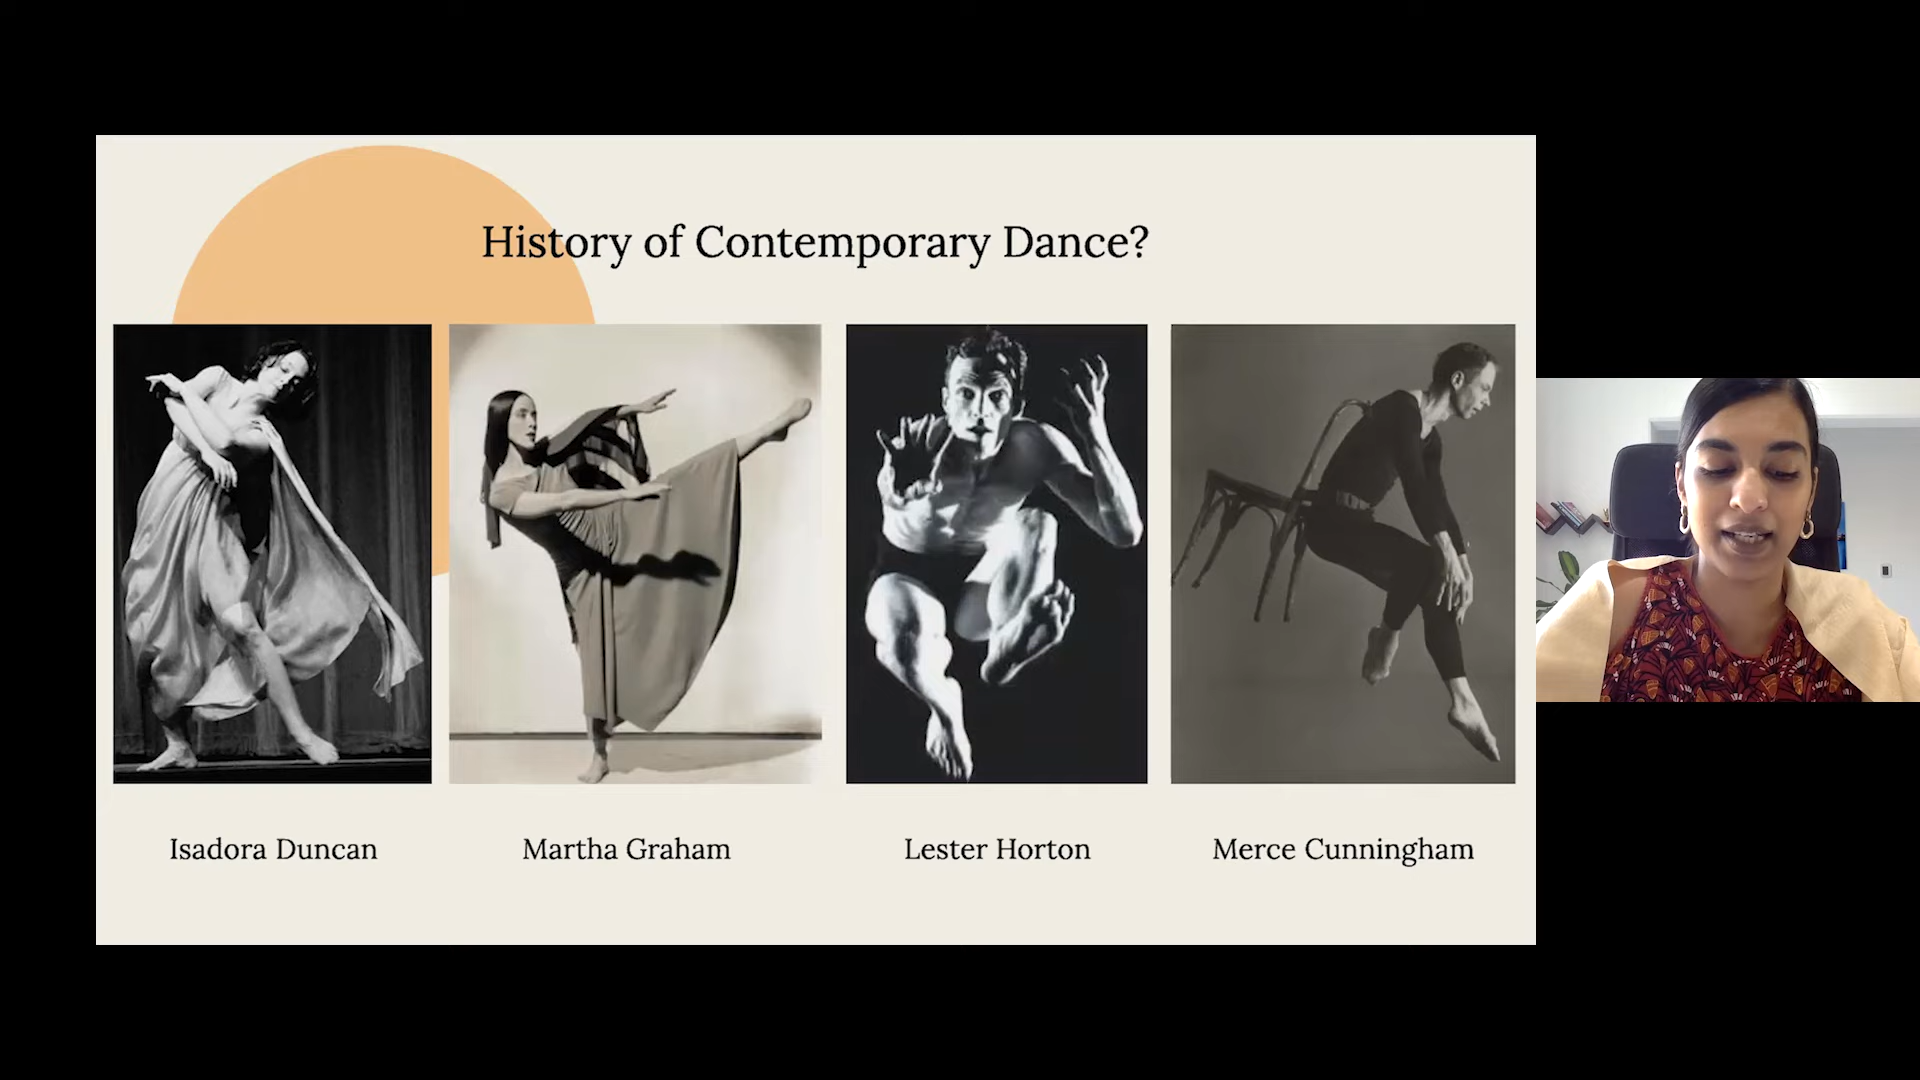 History of Contemporary Dance?
Isadora Duncan
Martha Graham
Lester Horton
Merce Cunningham